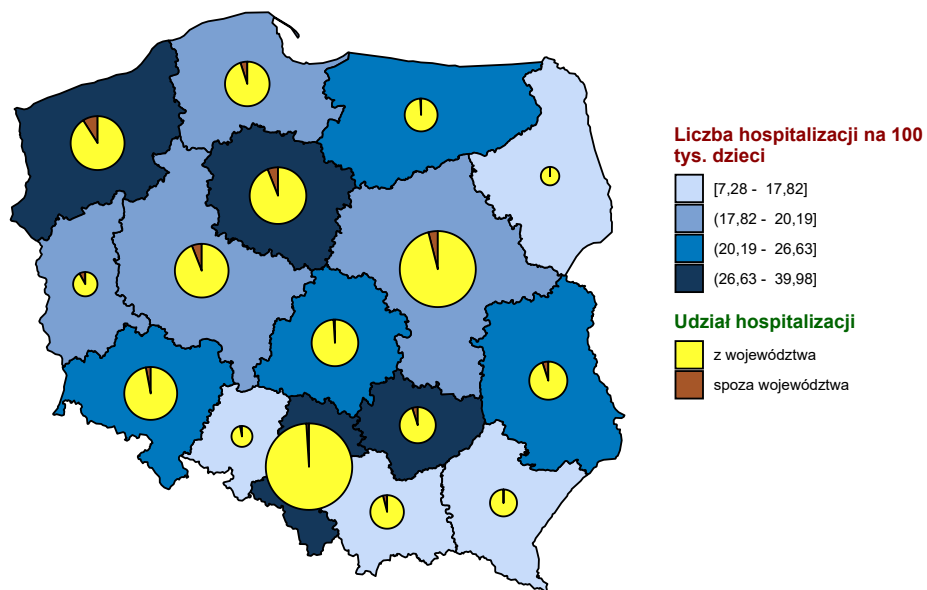 Liczba hospitalizacji na 100
tys. dzieci
[7,28 - 17,82]
(17,82 - 20,19]
(20,19 - 26,63]
(26,63 - 39,98]
Udział hospitalizacji
z województwa
spoza województwa